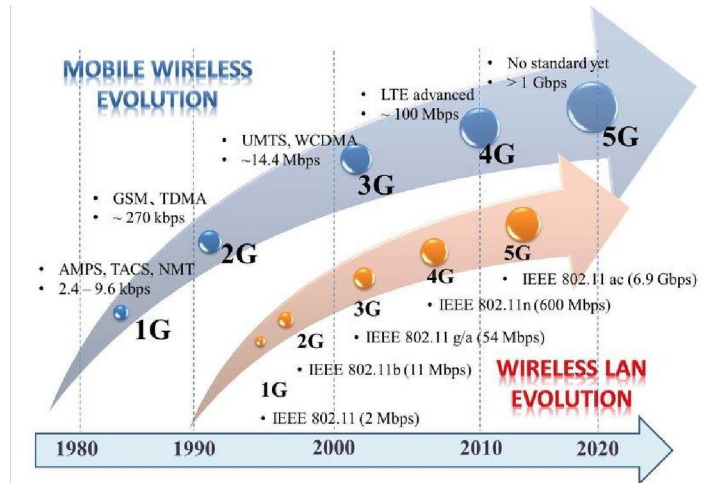 MOBILE WIRELESS
EVOLUTION
• No standard yet
• > 1 Gbps
5G
• LTE advanced
• ~ 100 Mbps
4G
• UMTS, WCDMA
• ~14.4 Mbps
3G
• GSM、TDMA
• ~ 270 kbps
2G
• AMPS, TACS, NMT
• 2.4 – 9.6 kbps
1G
5G
• IEEE 802.11 ac (6.9 Gbps)
4G
• IEEE 802.11n (600 Mbps)
3G
• IEEE 802.11 g/a (54 Mbps)
2G
• IEEE 802.11b (11 Mbps)
1G
• IEEE 802.11 (2 Mbps)
WIRELESS LAN
EVOLUTION
1980 1990 2000 2010 2020